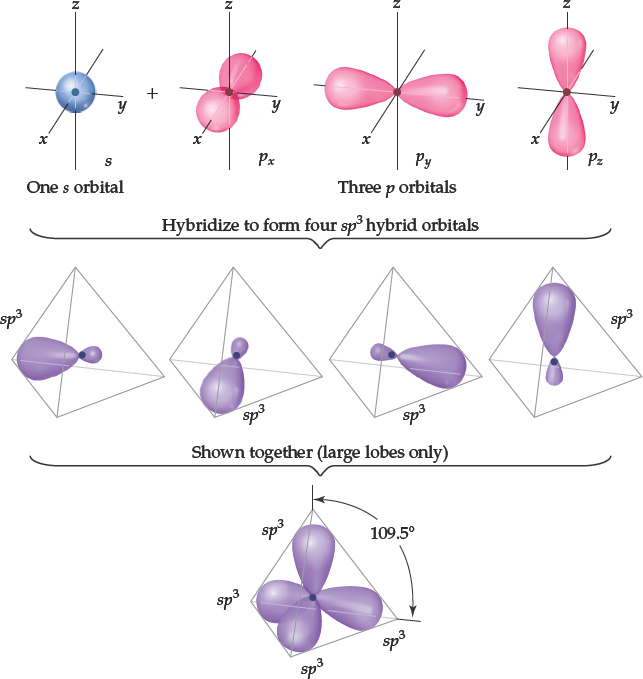 z z z z
y + y y y
x x x x
s pₓ p_y p_z
One s orbital Three p orbitals
Hybridize to form four sp³ hybrid orbitals
sp³ sp³ sp³ sp³
Shown together (large lobes only)
sp³ 109.5°
sp³
sp³
sp³